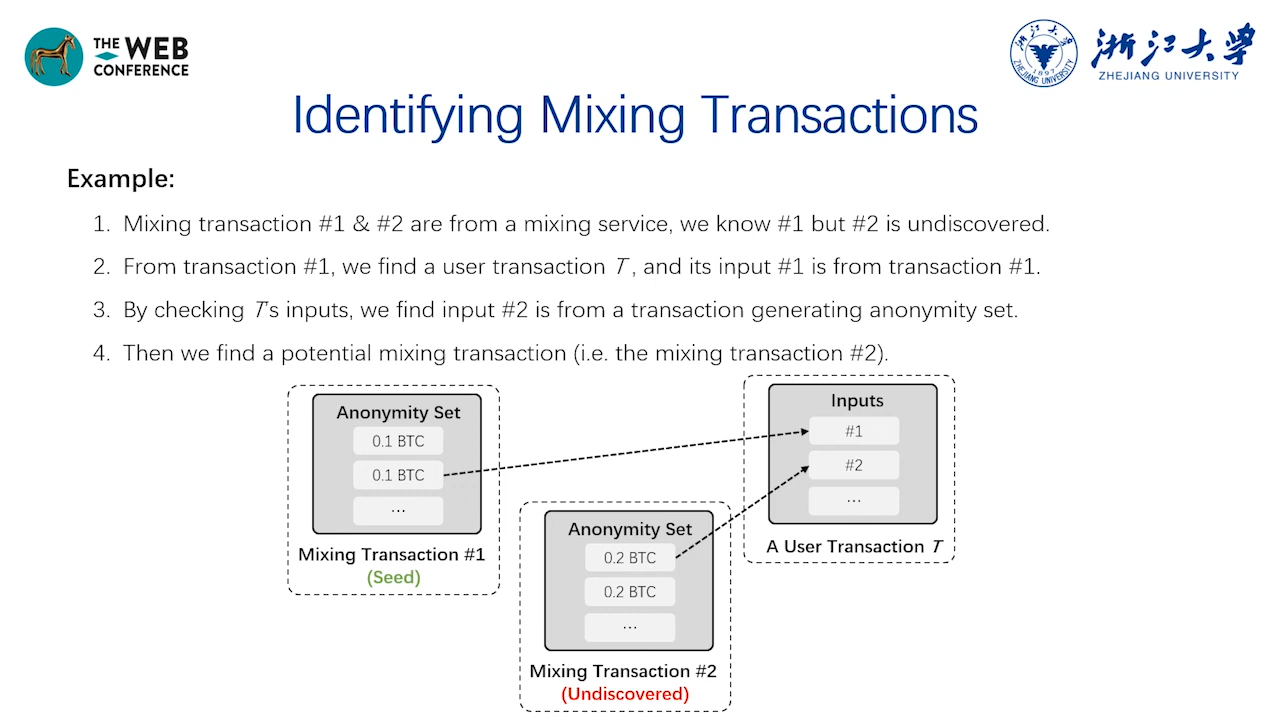 THE WEB
CONFERENCE
ZHEJIANG UNIVERSITY
1897
浙江大学
ZHEJIANG UNIVERSITY
Identifying Mixing Transactions
Example:
1. Mixing transaction #1 & #2 are from a mixing service, we know #1 but #2 is undiscovered.
2. From transaction #1, we find a user transaction T , and its input #1 is from transaction #1.
3. By checking T's inputs, we find input #2 is from a transaction generating anonymity set.
4. Then we find a potential mixing transaction (i.e. the mixing transaction #2).
Anonymity Set
0.1 BTC
0.1 BTC
...
Mixing Transaction #1
(Seed)
Anonymity Set
0.2 BTC
0.2 BTC
...
Mixing Transaction #2
(Undiscovered)
Inputs
#1
#2
...
A User Transaction T